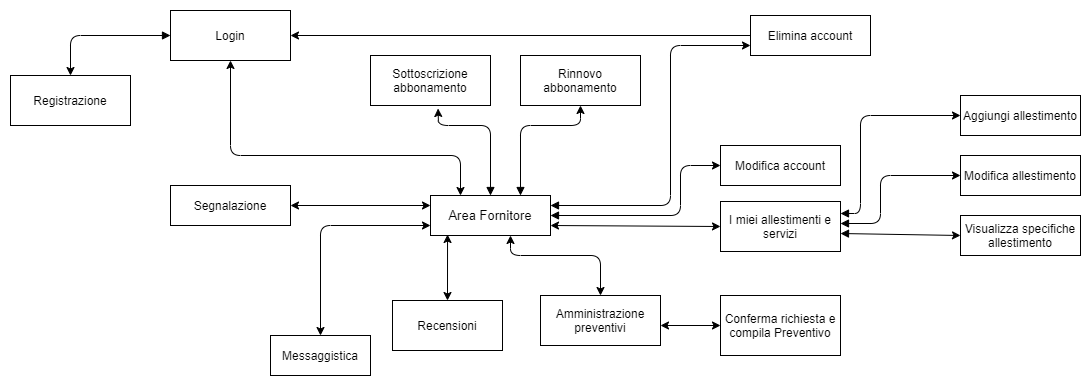 Login
Elimina account
Registrazione
Sottoscrizione
abbonamento
Rinnovo
abbonamento
Aggiungi allestimento
Modifica account
Modifica allestimento
Segnalazione
Area Fornitore
I miei allestimenti e
servizi
Visualizza specifiche
allestimento
Recensioni
Amministrazione
preventivi
Conferma richiesta e
compila Preventivo
Messaggistica